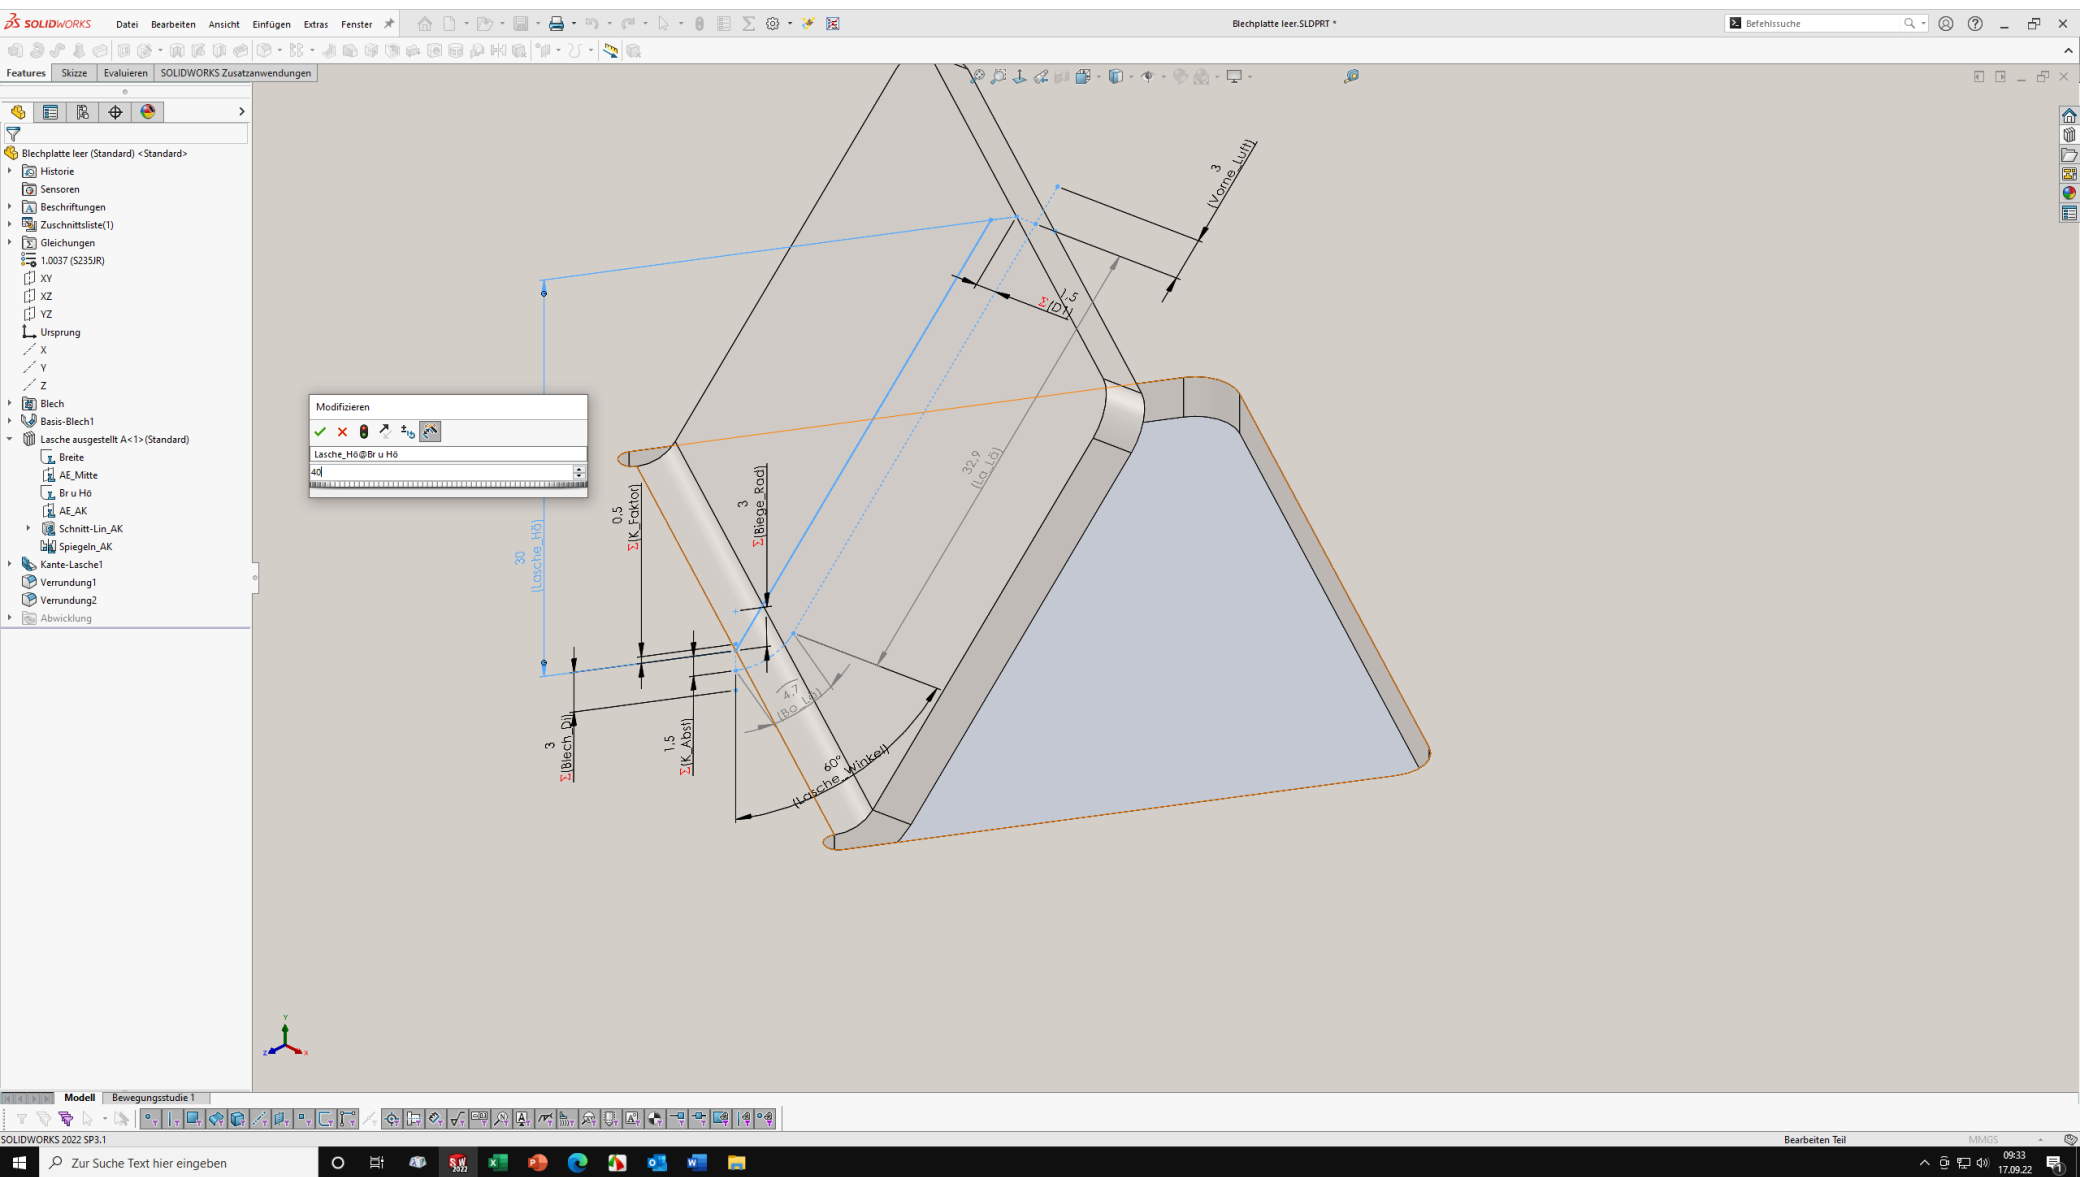 SOLIDWORKS
Datei
Bearbeiten
Ansicht
Einfügen
Extras
Fenster
Blechplatte leer.SLDPRT *
Befehlssuche
Features
Skizze
Evaluieren
SOLIDWORKS Zusatzanwendungen
Blechplatte leer (Standard) <Standard>
Historie
Sensoren
Beschriftungen
Zuschnittsliste(1)
Gleichungen
1.0037 (S235JR)
XY
XZ
YZ
Ursprung
X
Y
Z
Blech
Basis-Blech1
Lasche ausgestellt A<1>(Standard)
Breite
AE_Mitte
Br u Hö
AE_AK
Schnitt-Lin_AK
Spiegeln_AK
Kante-Lasche1
Verrundung1
Verrundung2
Abwicklung
Modifizieren
Lasche_Hö@Br u Hö
40
3
(Vorne_Luft)
1,5
Σ(D1)
32,9
(La_Lö)
0,5
Σ(K_Faktor)
3
Σ(Biege_Rad)
30
(Lasche_Hö)
3
Σ(Blech_Di)
1,5
Σ(K_Abst)
4,7
60°
(Lasche_Winkel)
Y
Z
X
Modell
Bewegungsstudie 1
SOLIDWORKS 2022 SP3.1
Bearbeiten Teil
MMGS
Zur Suche Text hier eingeben
09:33
17.09.22